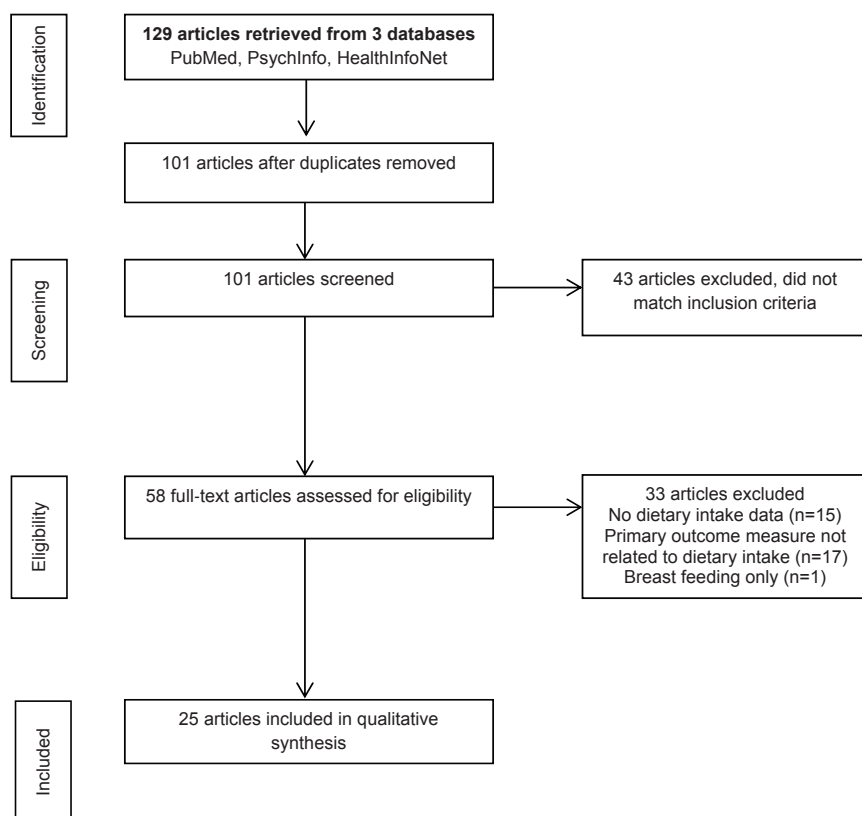 Identification
129 articles retrieved from 3 databases
PubMed, PsychInfo, HealthInfoNet
101 articles after duplicates removed
Screening
101 articles screened
43 articles excluded, did not
match inclusion criteria
Eligibility
58 full-text articles assessed for eligibility
33 articles excluded
No dietary intake data (n=15)
Primary outcome measure not
related to dietary intake (n=17)
Breast feeding only (n=1)
Included
25 articles included in qualitative
synthesis